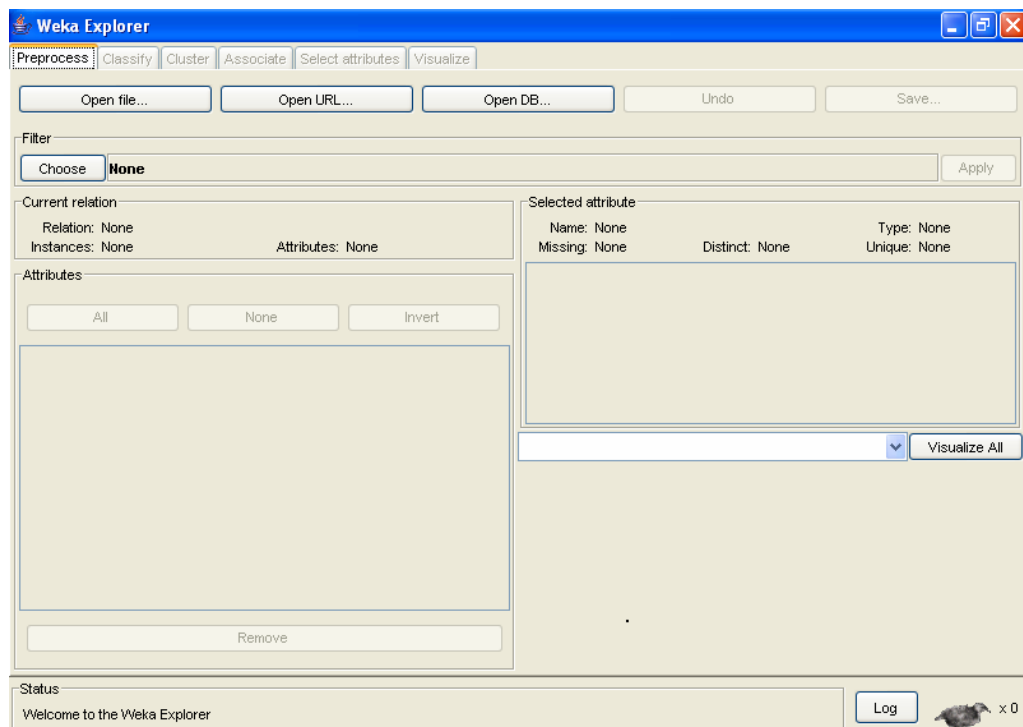 Weka Explorer
Preprocess Classify Cluster Associate Select attributes Visualize
Open file... Open URL... Open DB... Undo Save...
Filter
Choose None Apply
Current relation
Relation: None
Instances: None Attributes: None
Selected attribute
Name: None Type: None
Missing: None Distinct: None Unique: None
Attributes
All None Invert
Visualize All
Remove
Status
Welcome to the Weka Explorer
Log x 0